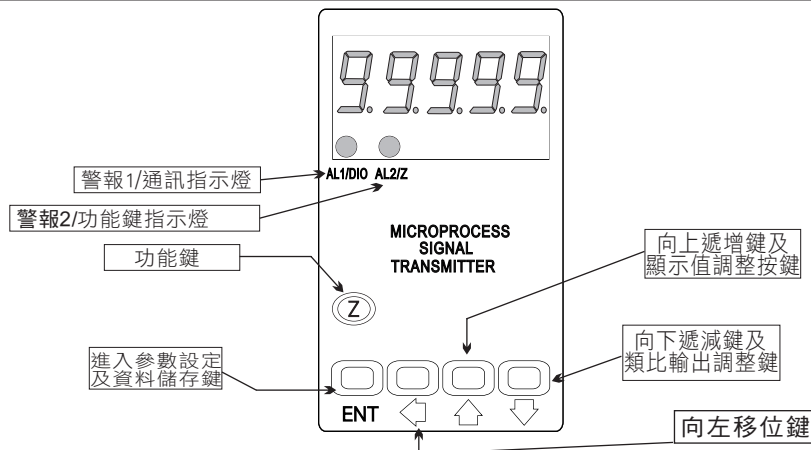 9.9.9.9.9.
AL1/DIO AL2/Z
警報1/通訊指示燈
警報2/功能鍵指示燈
功能鍵
MICROPROCESS
SIGNAL
TRANSMITTER
向上遞增鍵及
顯示值調整按鍵
Z
進入參數設定
及資料儲存鍵
向下遞減鍵及
類比輸出調整鍵
ENT
向左移位鍵